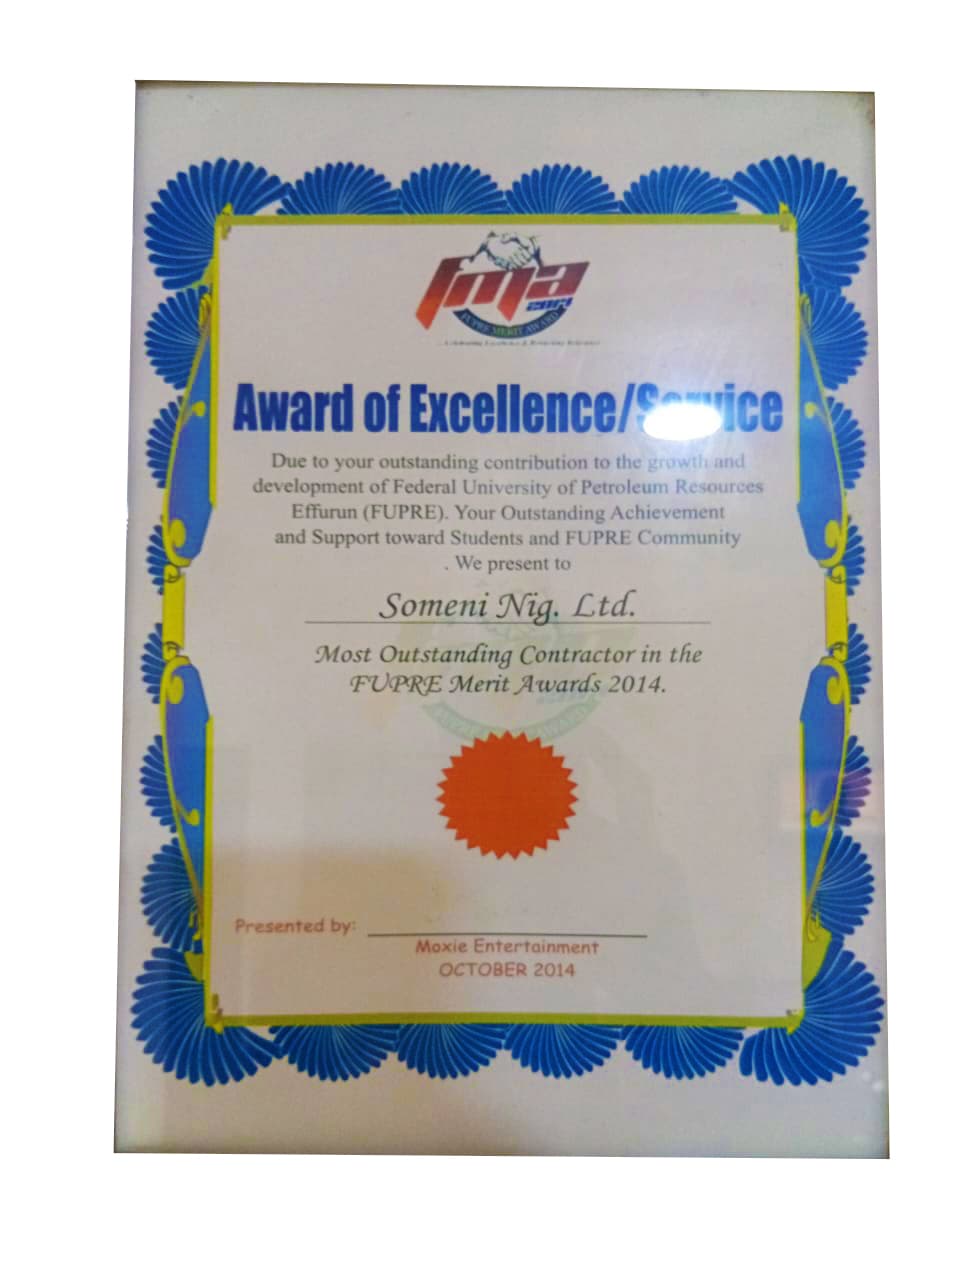 fma
2014
FUPRE MERIT AWARD
Award of Excellence/Service
Due to your outstanding contribution to the growth and
development of Federal University of Petroleum Resources
Effurun (FUPRE). Your Outstanding Achievement
and Support toward Students and FUPRE Community
. We present to
Someni Nig. Ltd.
Most Outstanding Contractor in the
FUPRE Merit Awards 2014.
Presented by:
Moxie Entertainment
OCTOBER 2014